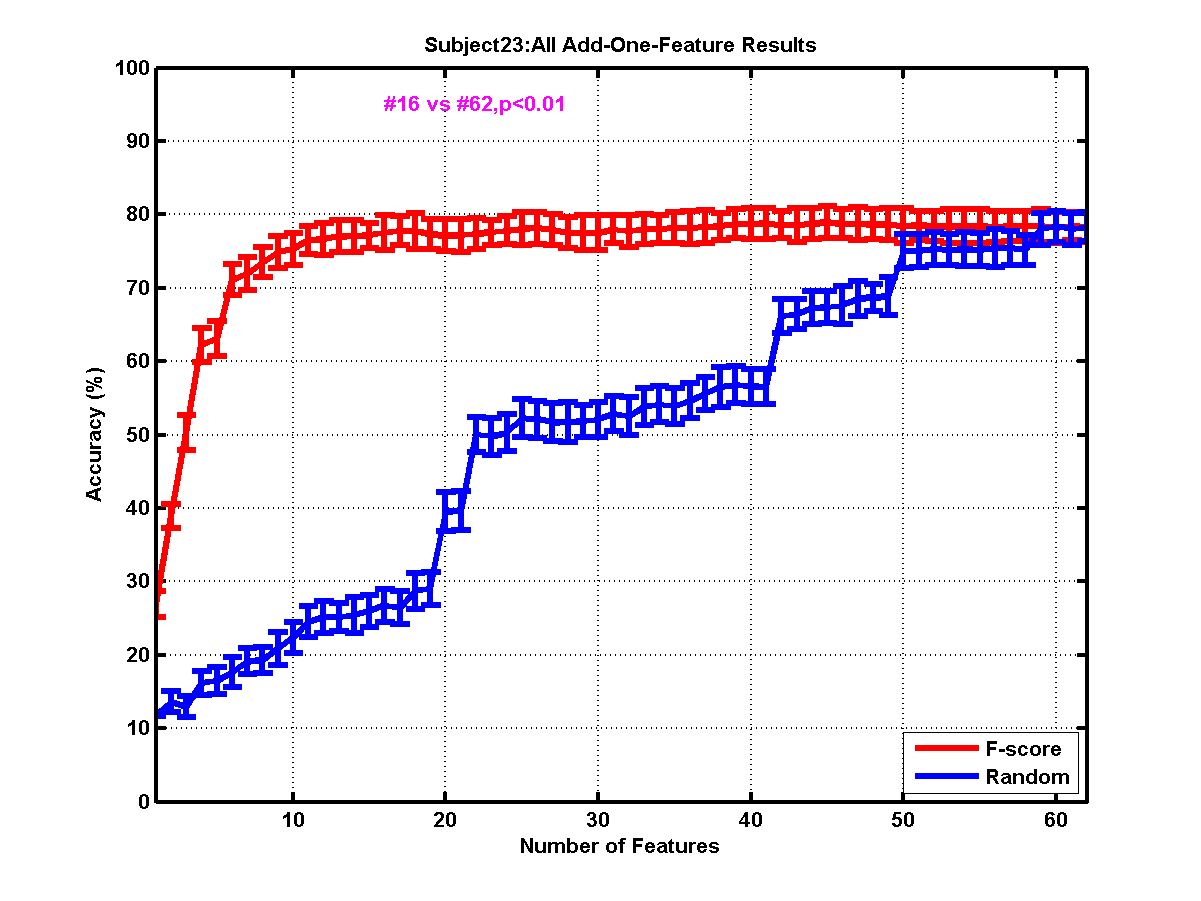 Subject23:All Add-One-Feature Results
#16 vs #62,p<0.01
100
90
80
70
60
50
40
30
20
10
0
Accuracy (%)
10 20 30 40 50 60
Number of Features
F-score
Random